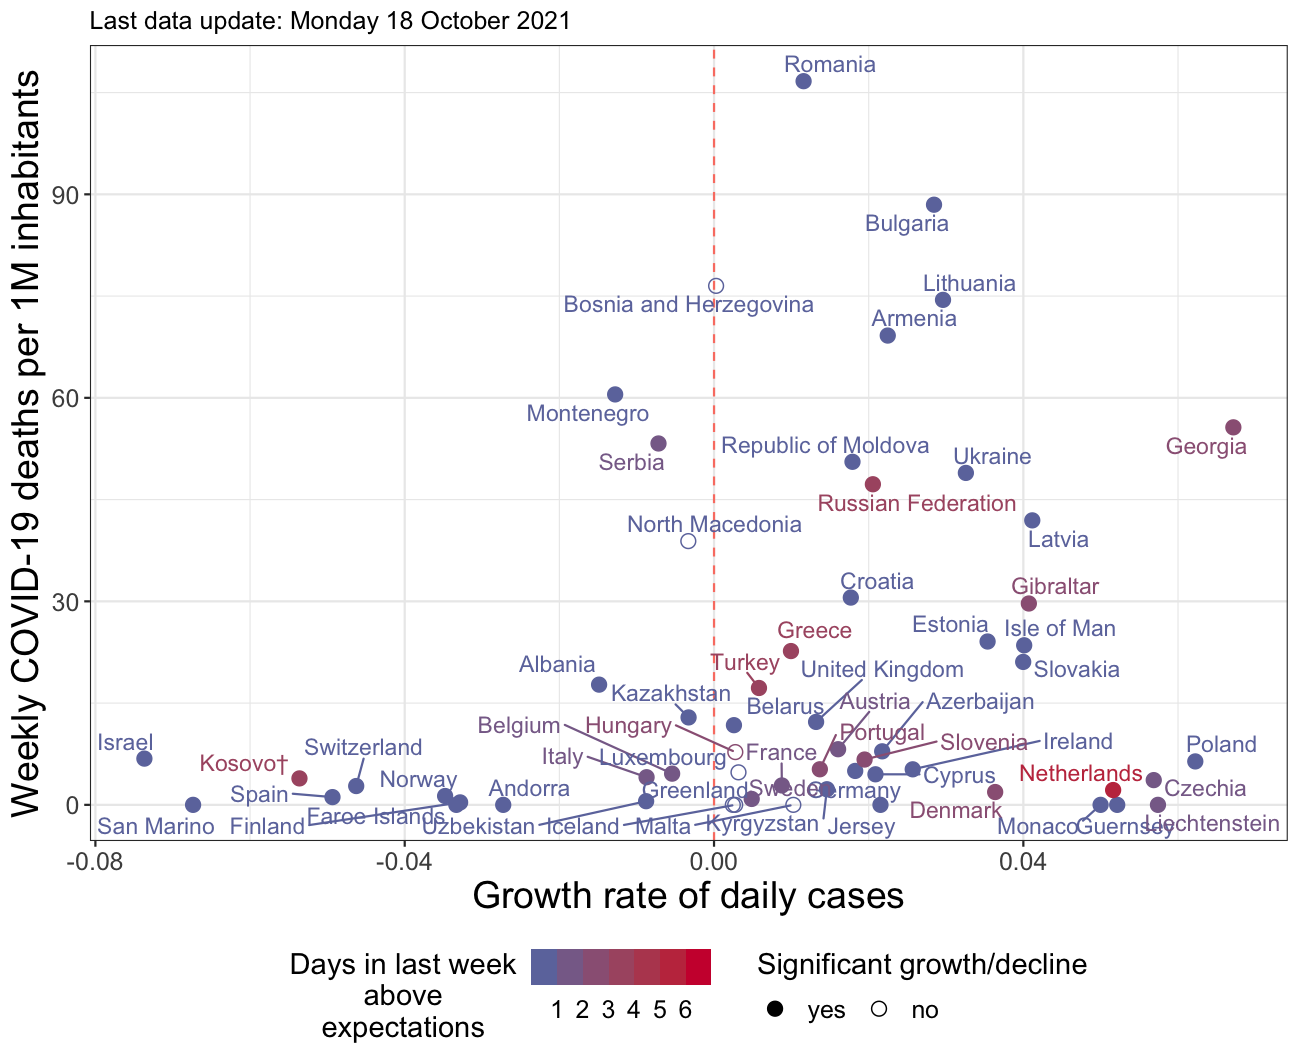 Last data update: Monday 18 October 2021
Weekly COVID-19 deaths per 1M inhabitants
90
60
30
0
Romania
Bulgaria
Lithuania
Bosnia and Herzegovina
Armenia
Montenegro
Serbia
Republic of Moldova
Ukraine
Georgia
Russian Federation
North Macedonia
Latvia
Croatia
Gibraltar
Greece
Estonia
Isle of Man
Albania
Turkey
United Kingdom
Slovakia
Kazakhstan
Belarus
Austria
Azerbaijan
Belgium
Hungary
Portugal
Israel
Switzerland
Italy
Luxembourg
France
Slovenia
Ireland
Poland
Kosovo†
Norway
Andorra
Greenland
Cyprus
Netherlands
Czechia
Spain
Faroe Islands
Denmark
San Marino
Finland
Uzbekistan
Iceland
Malta
Kyrgyzstan
Jersey
Monaco
Guernsey
Liechtenstein
-0.08
-0.04
0.00
0.04
Growth rate of daily cases
Days in last week
above
expectations
1 2 3 4 5 6
Significant growth/decline
yes
no